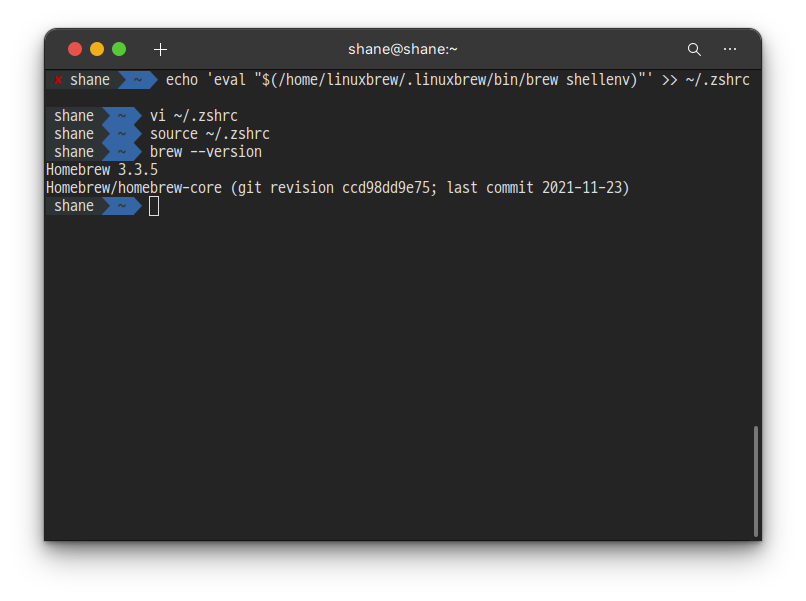 shane@shane:~
✘ shane ~ echo 'eval "$(/home/linuxbrew/.linuxbrew/bin/brew shellenv)"' >> ~/.zshrc
shane ~ vi ~/.zshrc
shane ~ source ~/.zshrc
shane ~ brew --version
Homebrew 3.3.5
Homebrew/homebrew-core (git revision ccd98dd9e75; last commit 2021-11-23)
shane ~